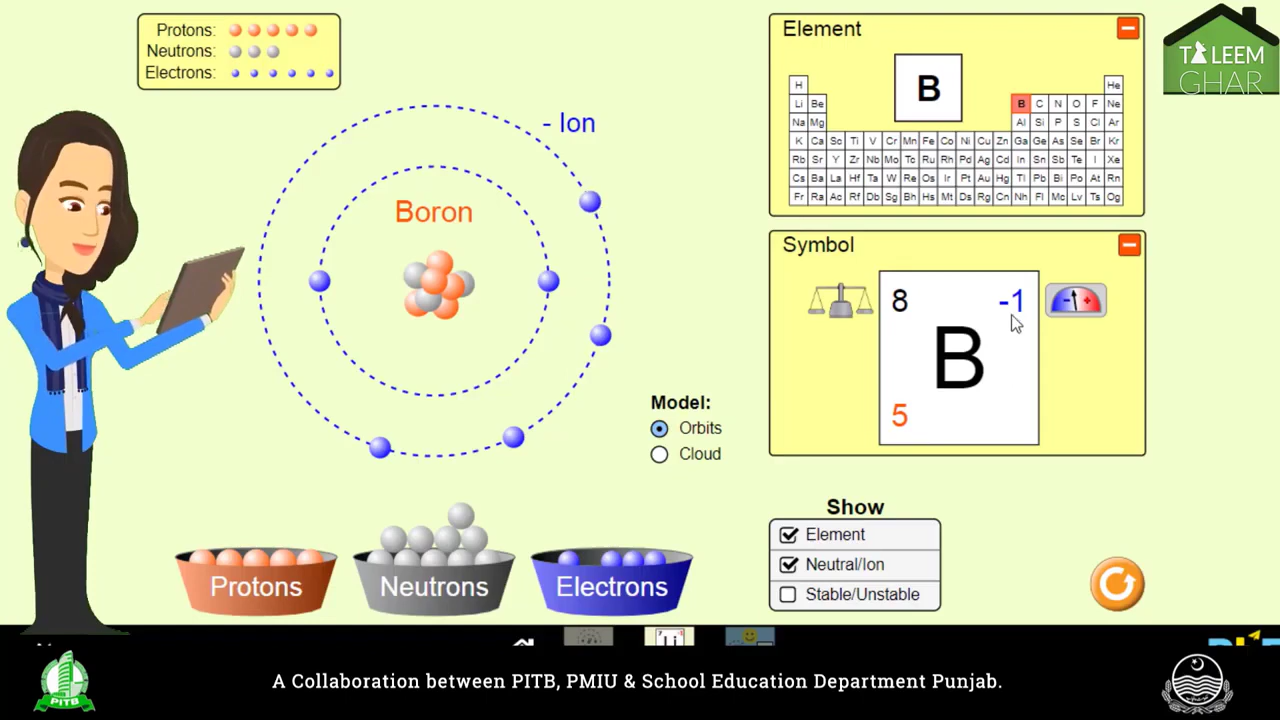 Protons:
Neutrons:
Electrons:
- Ion
Boron
Element
B
H He
Li Be B C N O F Ne
Na Mg Al Si P S Cl Ar
K Ca Sc Ti V Cr Mn Fe Co Ni Cu Zn Ga Ge As Se Br Kr
Rb Sr Y Zr Nb Mo Tc Ru Rh Pd Ag Cd In Sn Sb Te I Xe
Cs Ba La Hf Ta W Re Os Ir Pt Au Hg Tl Pb Bi Po At Rn
Fr Ra Ac Rf Db Sg Bh Hs Mt Ds Rg Cn Nh Fl Mc Lv Ts Og
TALEEM
GHAR
Symbol
8 -1
B
5
- +
Model:
Orbits
Cloud
Show
Element
Neutral/Ion
Stable/Unstable
Protons
Neutrons
Electrons
Li
A Collaboration between PITB, PMIU & School Education Department Punjab.
PITB